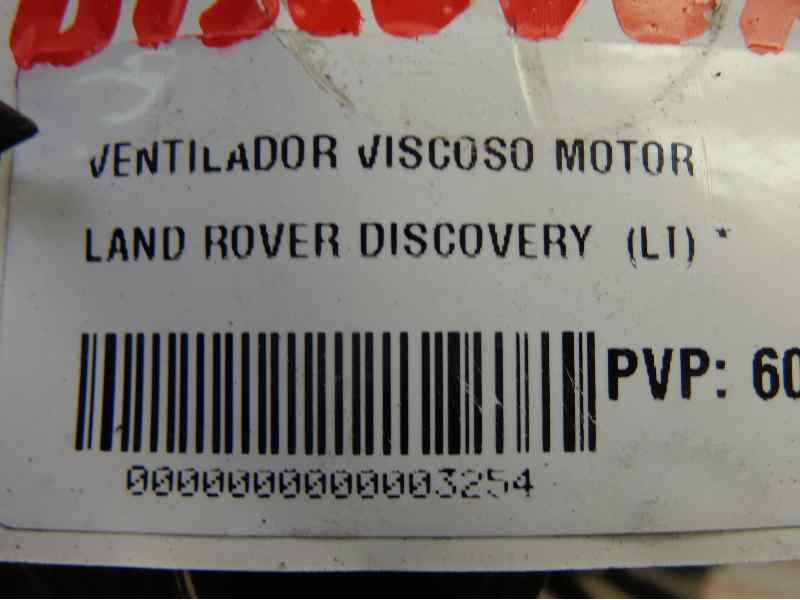 VENTILADOR VISCOSO MOTOR
LAND ROVER DISCOVERY (LT) *
PVP: 60
0000000000003254